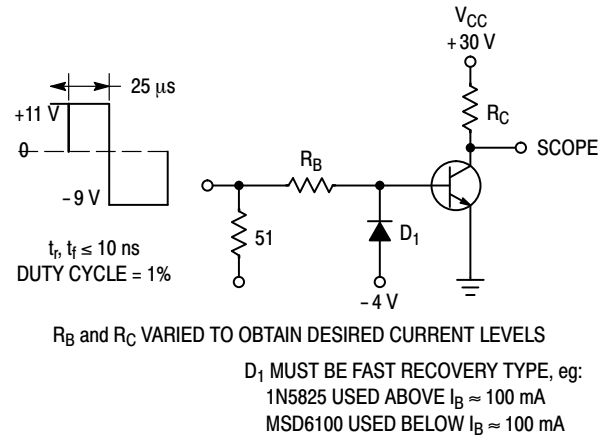 V_CC
+30 V
25 μs
+11 V
R_C
0
SCOPE
R_B
−9 V
51
D_1
t_r, t_f ≤ 10 ns
DUTY CYCLE = 1%
−4 V
R_B and R_C VARIED TO OBTAIN DESIRED CURRENT LEVELS
D_1 MUST BE FAST RECOVERY TYPE, eg:
1N5825 USED ABOVE I_B ≈ 100 mA
MSD6100 USED BELOW I_B ≈ 100 mA